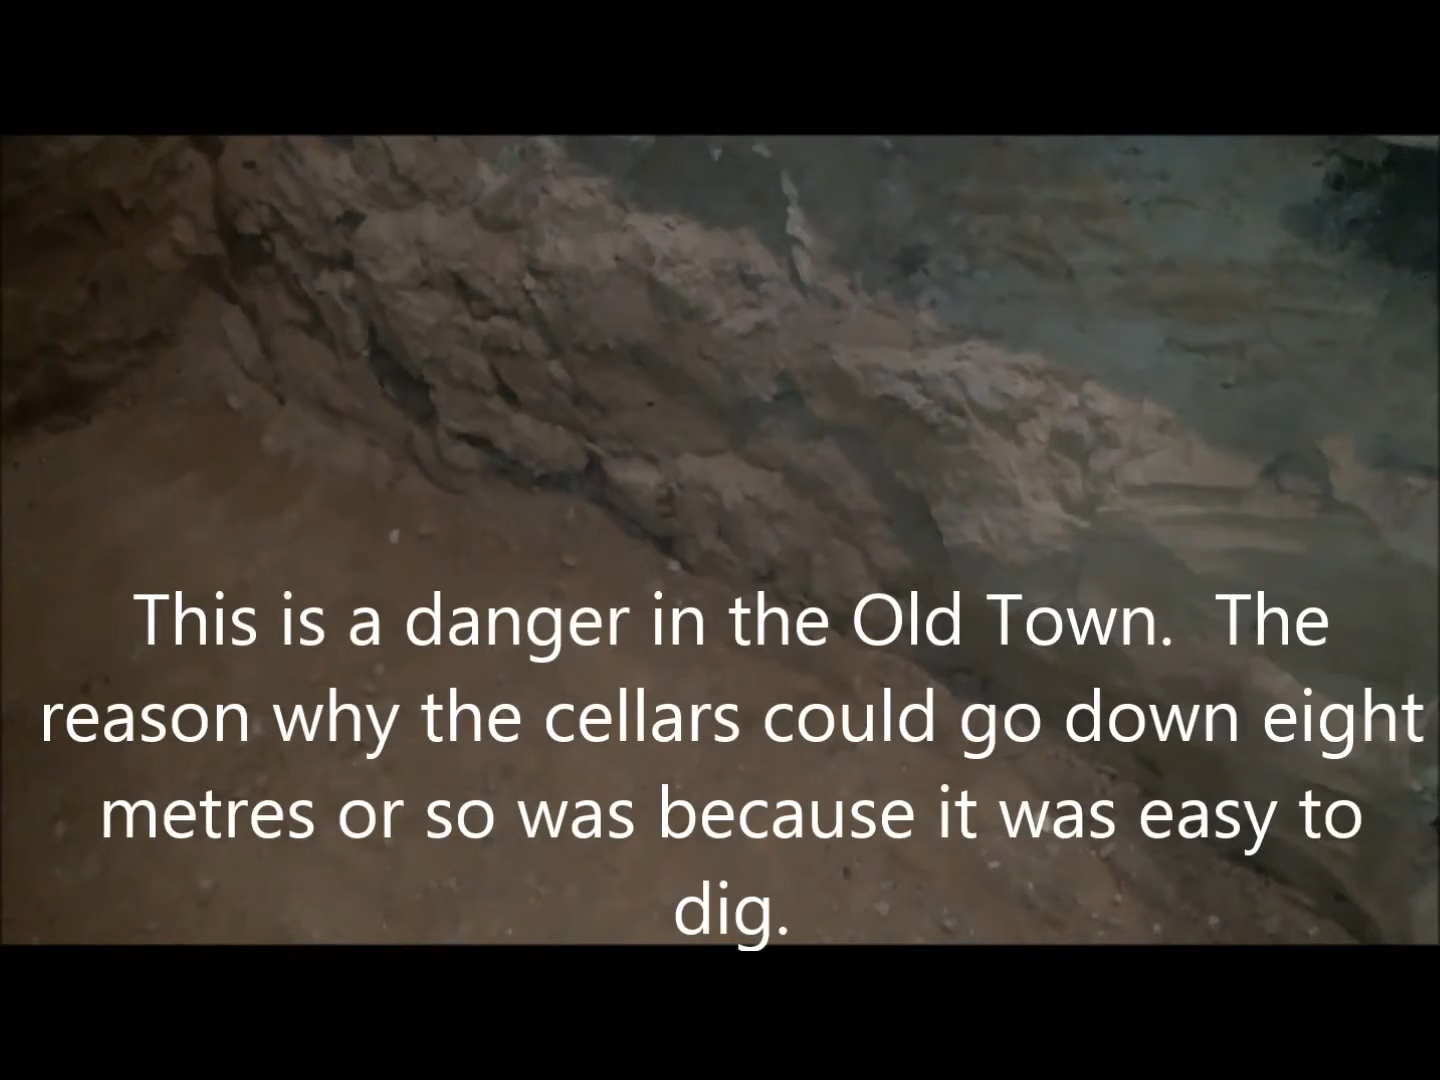 This is a danger in the Old Town.  The
reason why the cellars could go down eight
metres or so was because it was easy to
dig.